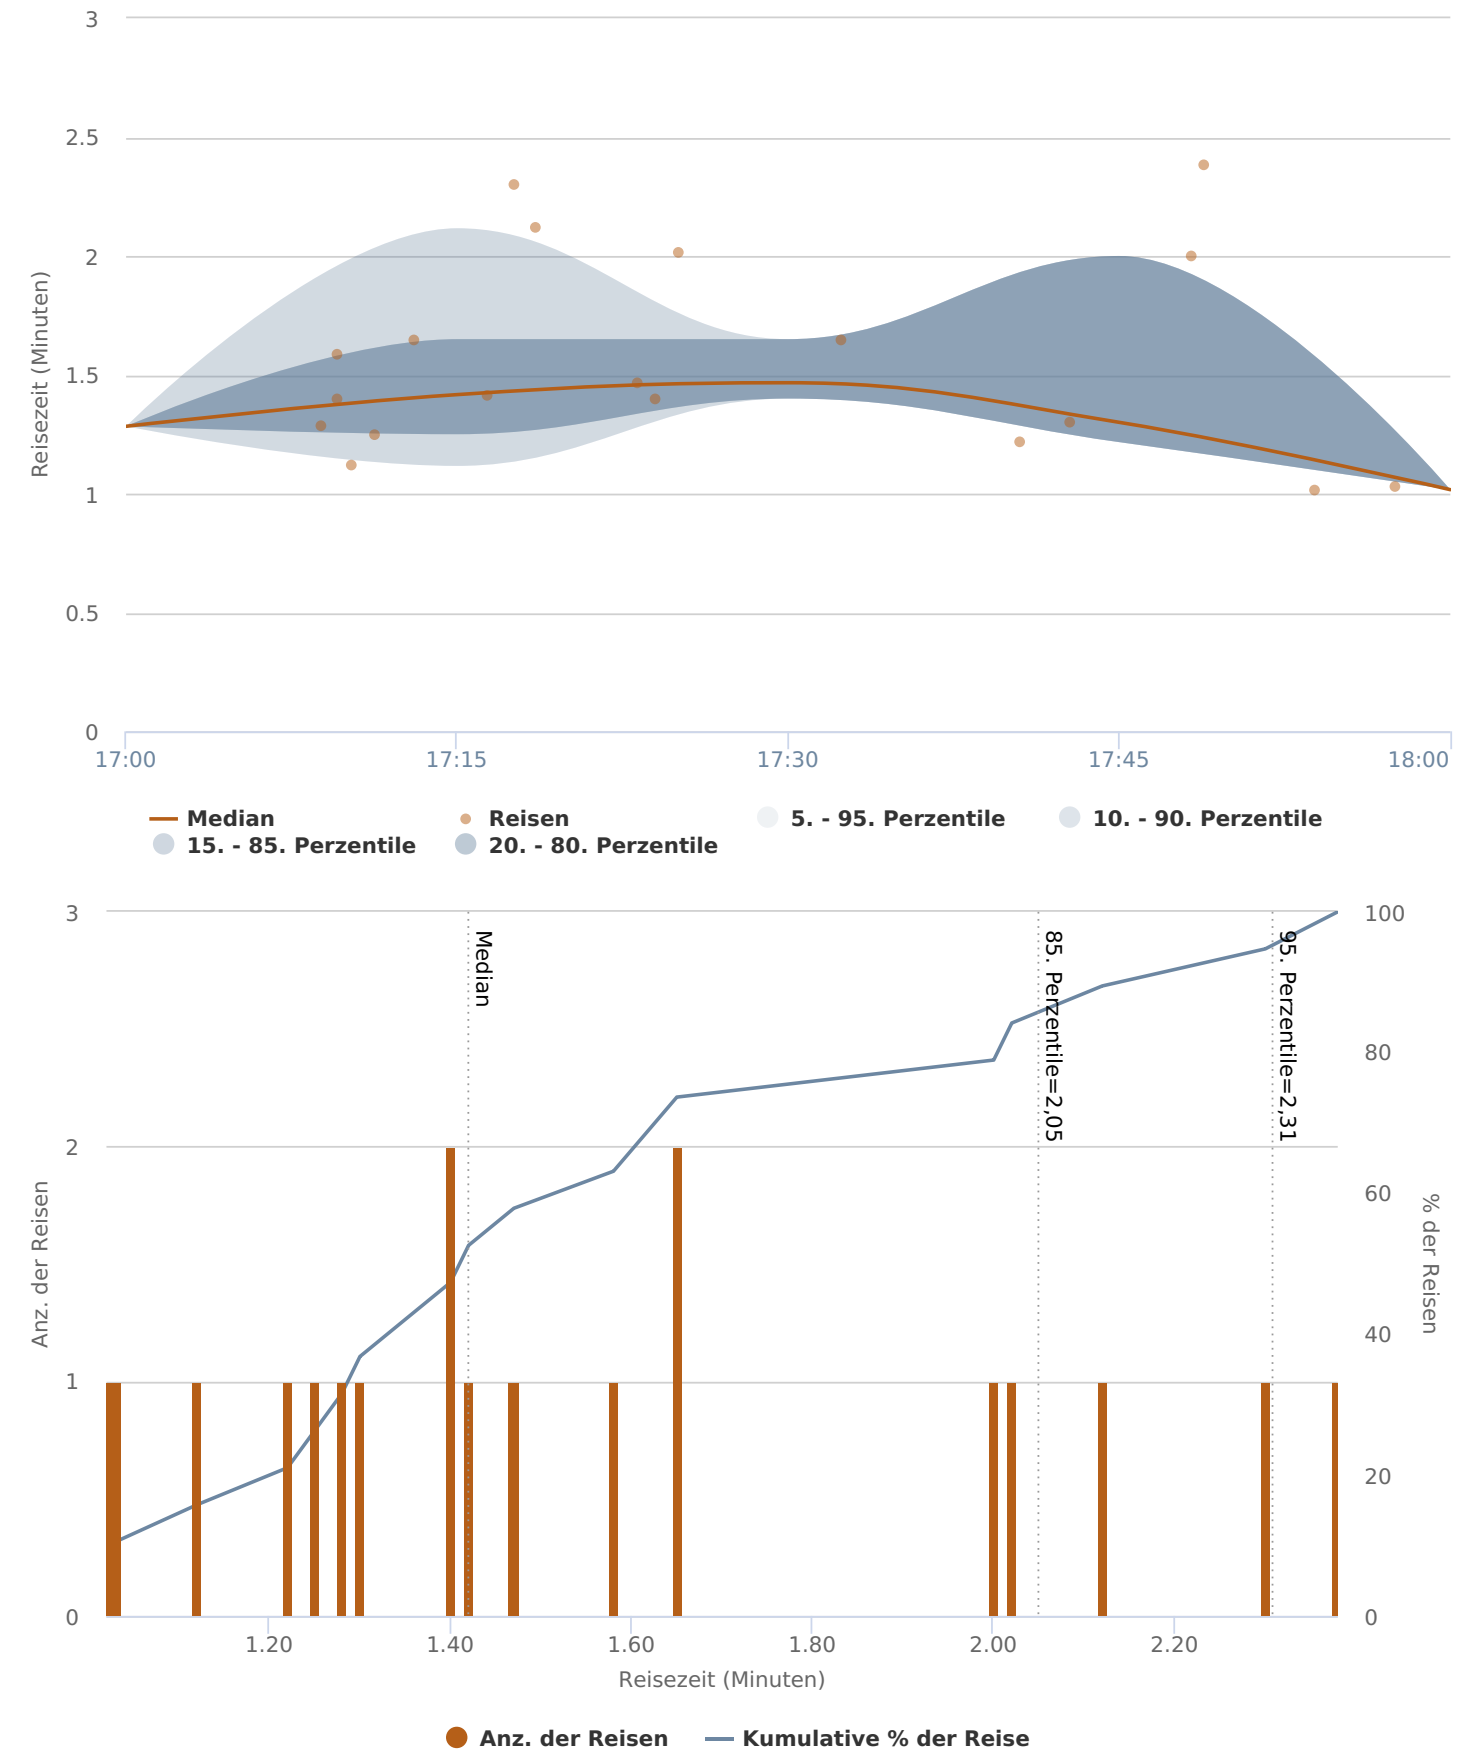 3
2.5
2
1.5
1
0.5
0
Reisezeit (Minuten)
17:00 17:15 17:30 17:45 18:00
Median Reisen 5. - 95. Perzentile 10. - 90. Perzentile
15. - 85. Perzentile 20. - 80. Perzentile
3
2
1
0
Anz. der Reisen
Median
85. Perzentile=2,05
95. Perzentile=2,31
100
80
60
40
20
0
% der Reisen
1.20 1.40 1.60 1.80 2.00 2.20
Reisezeit (Minuten)
Anz. der Reisen Kumulative % der Reise